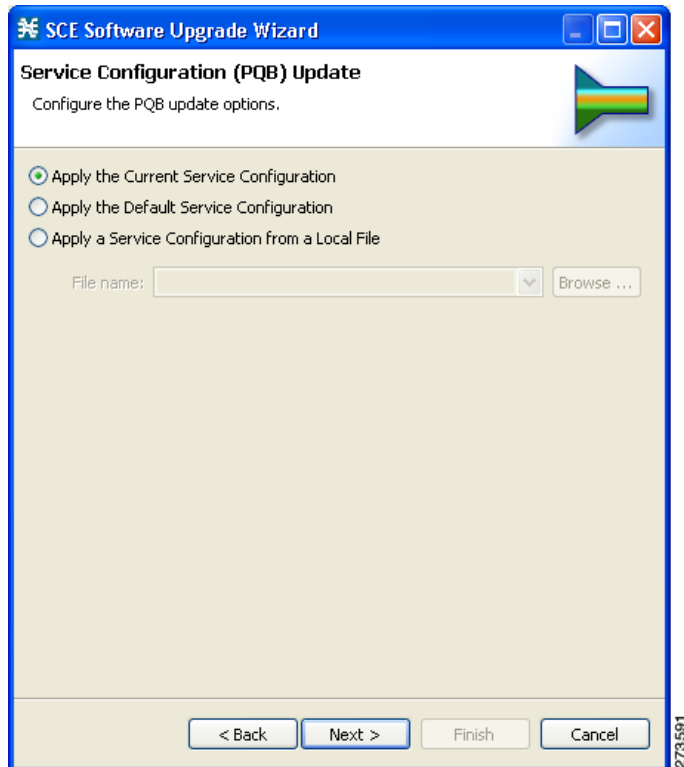 SCE Software Upgrade Wizard
Service Configuration (PQB) Update
Configure the PQB update options.
Apply the Current Service Configuration
Apply the Default Service Configuration
Apply a Service Configuration from a Local File
File name:
Browse ...
< Back
Next >
Finish
Cancel
273591